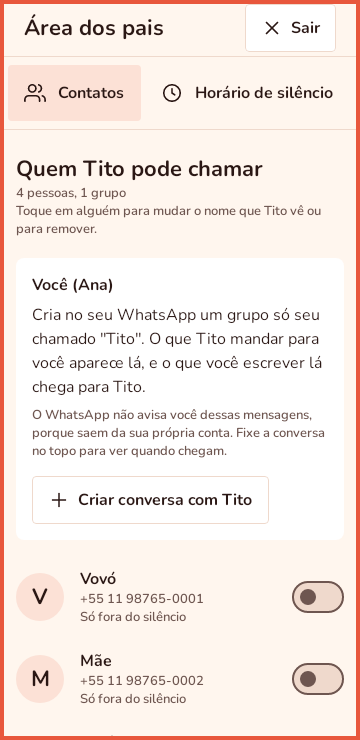 Área dos pais
Sair
Contatos
Horário de silêncio
Quem Tito pode chamar
4 pessoas, 1 grupo
Toque em alguém para mudar o nome que Tito vê ou
para remover.
Você (Ana)
Cria no seu WhatsApp um grupo só seu
chamado "Tito". O que Tito mandar para
você aparece lá, e o que você escrever lá
chega para Tito.
O WhatsApp não avisa você dessas mensagens,
porque saem da sua própria conta. Fixe a conversa
no topo para ver quando chegam.
Criar conversa com Tito
V
Vovó
+55 11 98765-0001
Só fora do silêncio
M
Mãe
+55 11 98765-0002
Só fora do silêncio